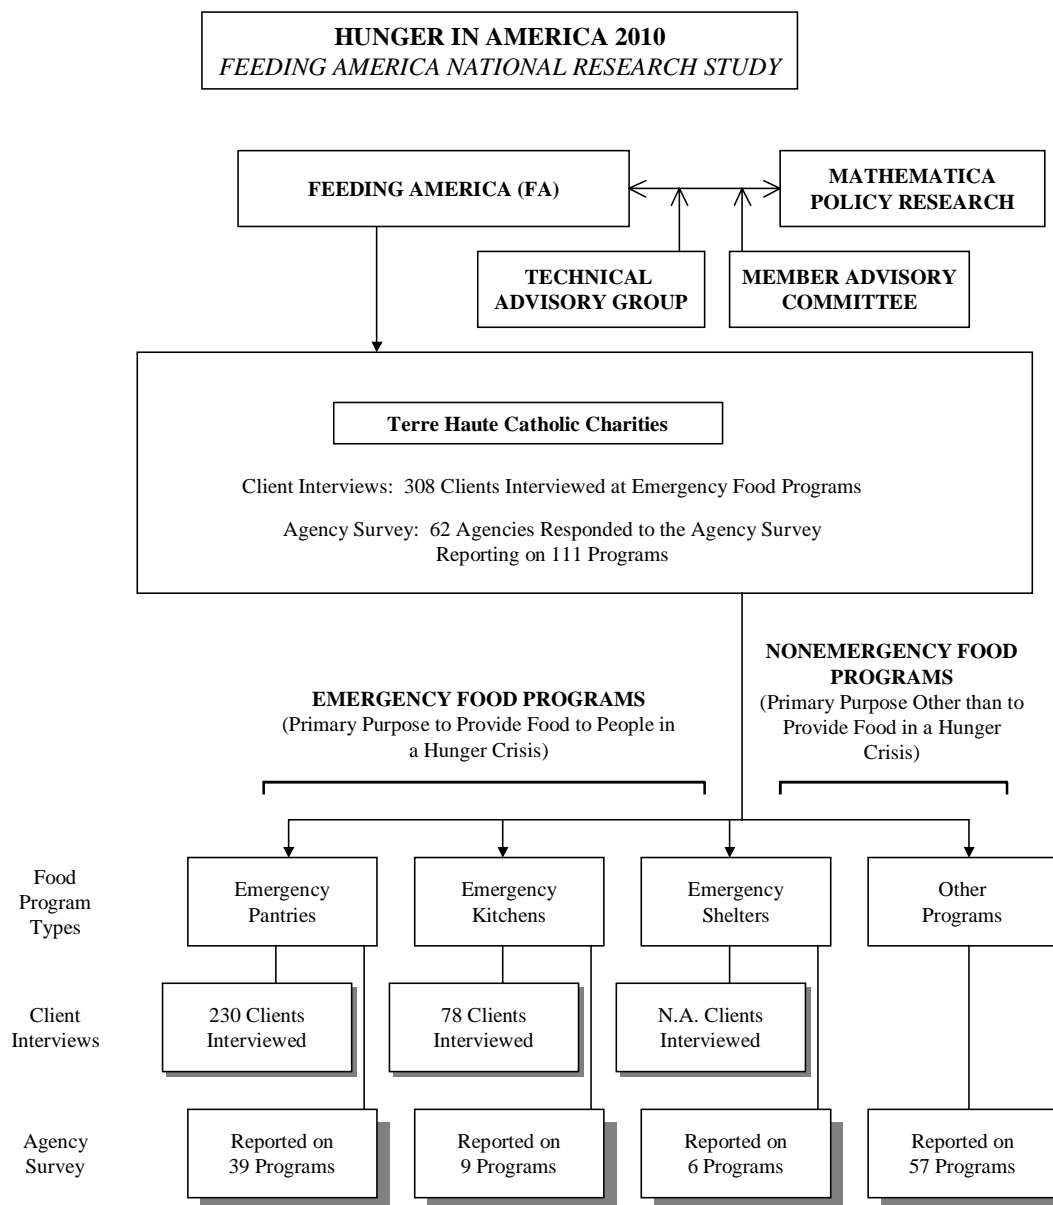 HUNGER IN AMERICA 2010
FEEDING AMERICA NATIONAL RESEARCH STUDY
FEEDING AMERICA (FA)
MATHEMATICA
POLICY RESEARCH
TECHNICAL
ADVISORY GROUP
MEMBER ADVISORY
COMMITTEE
Terre Haute Catholic Charities
Client Interviews: 308 Clients Interviewed at Emergency Food Programs
Agency Survey: 62 Agencies Responded to the Agency Survey
Reporting on 111 Programs
EMERGENCY FOOD PROGRAMS
(Primary Purpose to Provide Food to People in
a Hunger Crisis)
NONEMERGENCY FOOD
PROGRAMS
(Primary Purpose Other than to
Provide Food in a Hunger
Crisis)
Food
Program
Types
Emergency
Pantries
Emergency
Kitchens
Emergency
Shelters
Other
Programs
Client
Interviews
230 Clients
Interviewed
78 Clients
Interviewed
N.A. Clients
Interviewed
Agency
Survey
Reported on
39 Programs
Reported on
9 Programs
Reported on
6 Programs
Reported on
57 Programs